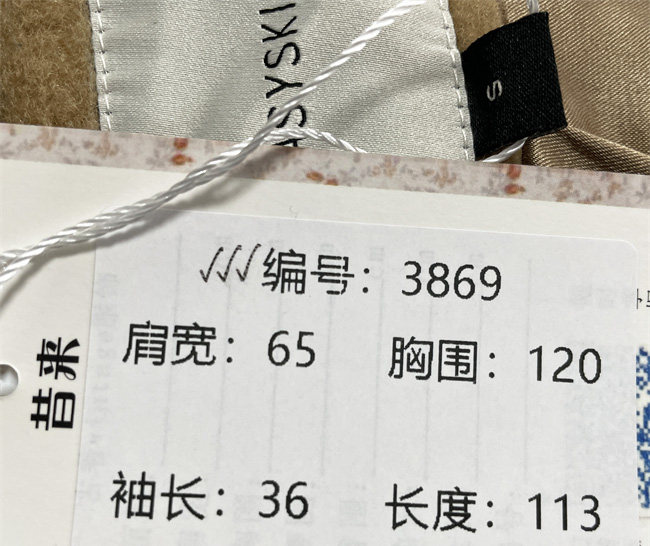 ASYSKI
S
✓✓✓编号：3869
肩宽：65 胸围：120
昔来
袖长：36 长度：113